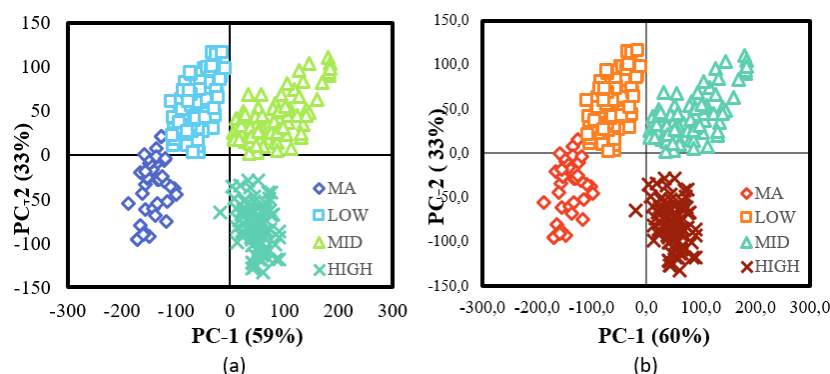 150
100
50
0
-50
-100
-150
-300 -200 -100 0 100 200 300
PC-2 (33%)
PC-1 (59%)
MA
LOW
MID
HIGH
(a)
150,0
100,0
50,0
0,0
-50,0
-100,0
-150,0
-300,0 -200,0 -100,0 0,0 100,0 200,0 300,0
PC-2 ( 33%)
PC-1 (60%)
MA
LOW
MID
HIGH
(b)